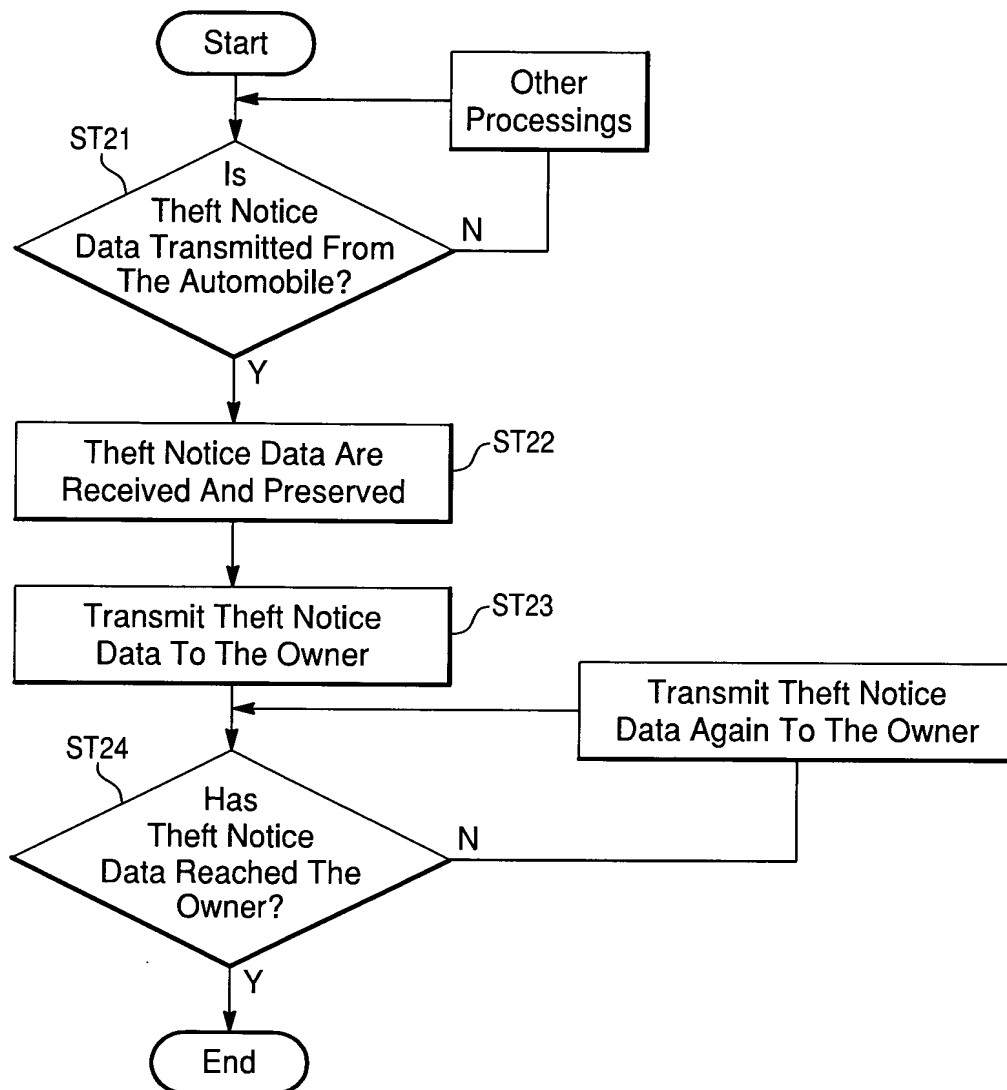 Start
Other
Processings
ST21
Is
Theft Notice
Data Transmitted From
The Automobile?
N
Y
Theft Notice Data Are
Received And Preserved
ST22
Transmit Theft Notice
Data To The Owner
ST23
Transmit Theft Notice
Data Again To The Owner
ST24
Has
Theft Notice
Data Reached The
Owner?
N
Y
End